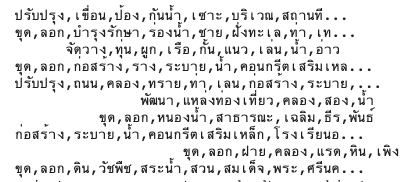 ปรับปรุง,เขื่อน,ป้อง,กันน้ำ,เซาะ,บริเวณ,สถานที...
ขุด,ลอก,บำรุงรักษา,ร่องน้ำ,ชาย,ฝั่งทะเล,ทา,เท...
จัดวาง,ทุ่น,ผูก,เรือ,กั้น,แนว,เล่น,น้ำ,อาว
ขุด,ลอก,ก่อสร้าง,ราง,ระบาย,น้ำ,คอนกรีตเสริมเหล...
ปรับปรุง,ถนน,คลอง,ทราย,ท่า,เลน,ก่อสร้าง,ระบาย,...
พัฒนา,แหล่งท่องเที่ยว,คลอง,สอง,น้ำ
ขุด,ลอก,หนองน้ำ,สาธารณะ,เฉลิม,ธีร,พันธ์
ก่อสร้าง,ระบาย,น้ำ,คอนกรีตเสริมเหล็ก,โรงเรียนอ...
ขุด,ลอก,ฝาย,คลอง,แรด,หิน,เพิง
ขุด,ลอก,ดิน,วัชพืช,สระน้ำ,สวน,สมเด็จ,พระ,ศรีนค...